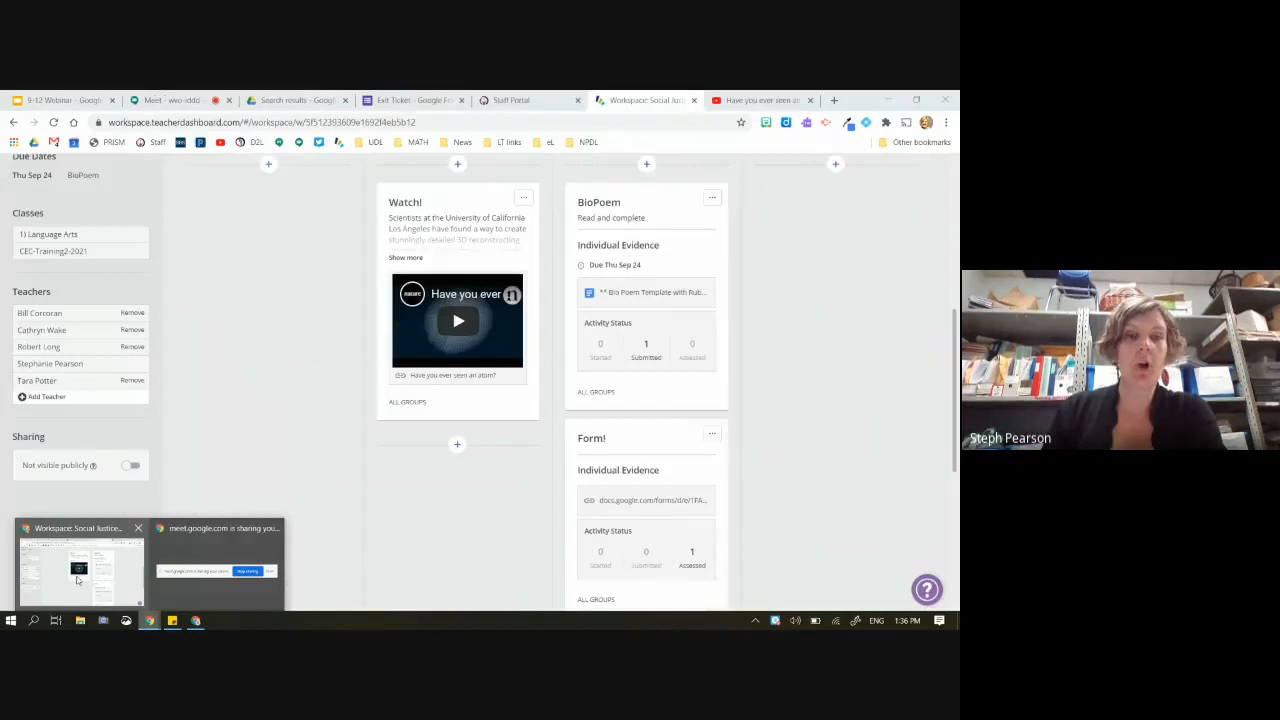 9-12 Webinar - Google
Meet - wvo-iddd
Search results - Googl
Exit Ticket - Google Fo
Staff Portal
Workspace: Social Justic
Have you ever seen an
workspace.teacherdashboard.com/#/workspace/w/5f512393609e1692f4eb5b12
PRISM
Staff
D2L
UDL
MATH
News
LT links
eL
NPDL
Other bookmarks
Due Dates
Thu Sep 24 BioPoem
Classes
1) Language Arts
CEC-Training2-2021
Teachers
Bill Corcoran Remove
Cathryn Wake Remove
Robert Long Remove
Stephanie Pearson
Tara Potter Remove
Add Teacher
Sharing
Not visible publicly
Watch!
Scientists at the University of California
Los Angeles have found a way to create
stunningly detailed 3D reconstructing
Show more
Have you ever
Have you ever seen an atom?
ALL GROUPS
BioPoem
Read and complete
Individual Evidence
Due Thu Sep 24
** Bio Poem Template with Rub...
Activity Status
0 1 0
Started Submitted Assessed
ALL GROUPS
Form!
Individual Evidence
docs.google.com/forms/d/e/1FA...
Activity Status
0 0 1
Started Submitted Assessed
ALL GROUPS
Workspace: Social Justice...
meet.google.com is sharing you...
Stop sharing
ENG 1:36 PM
Steph Pearson